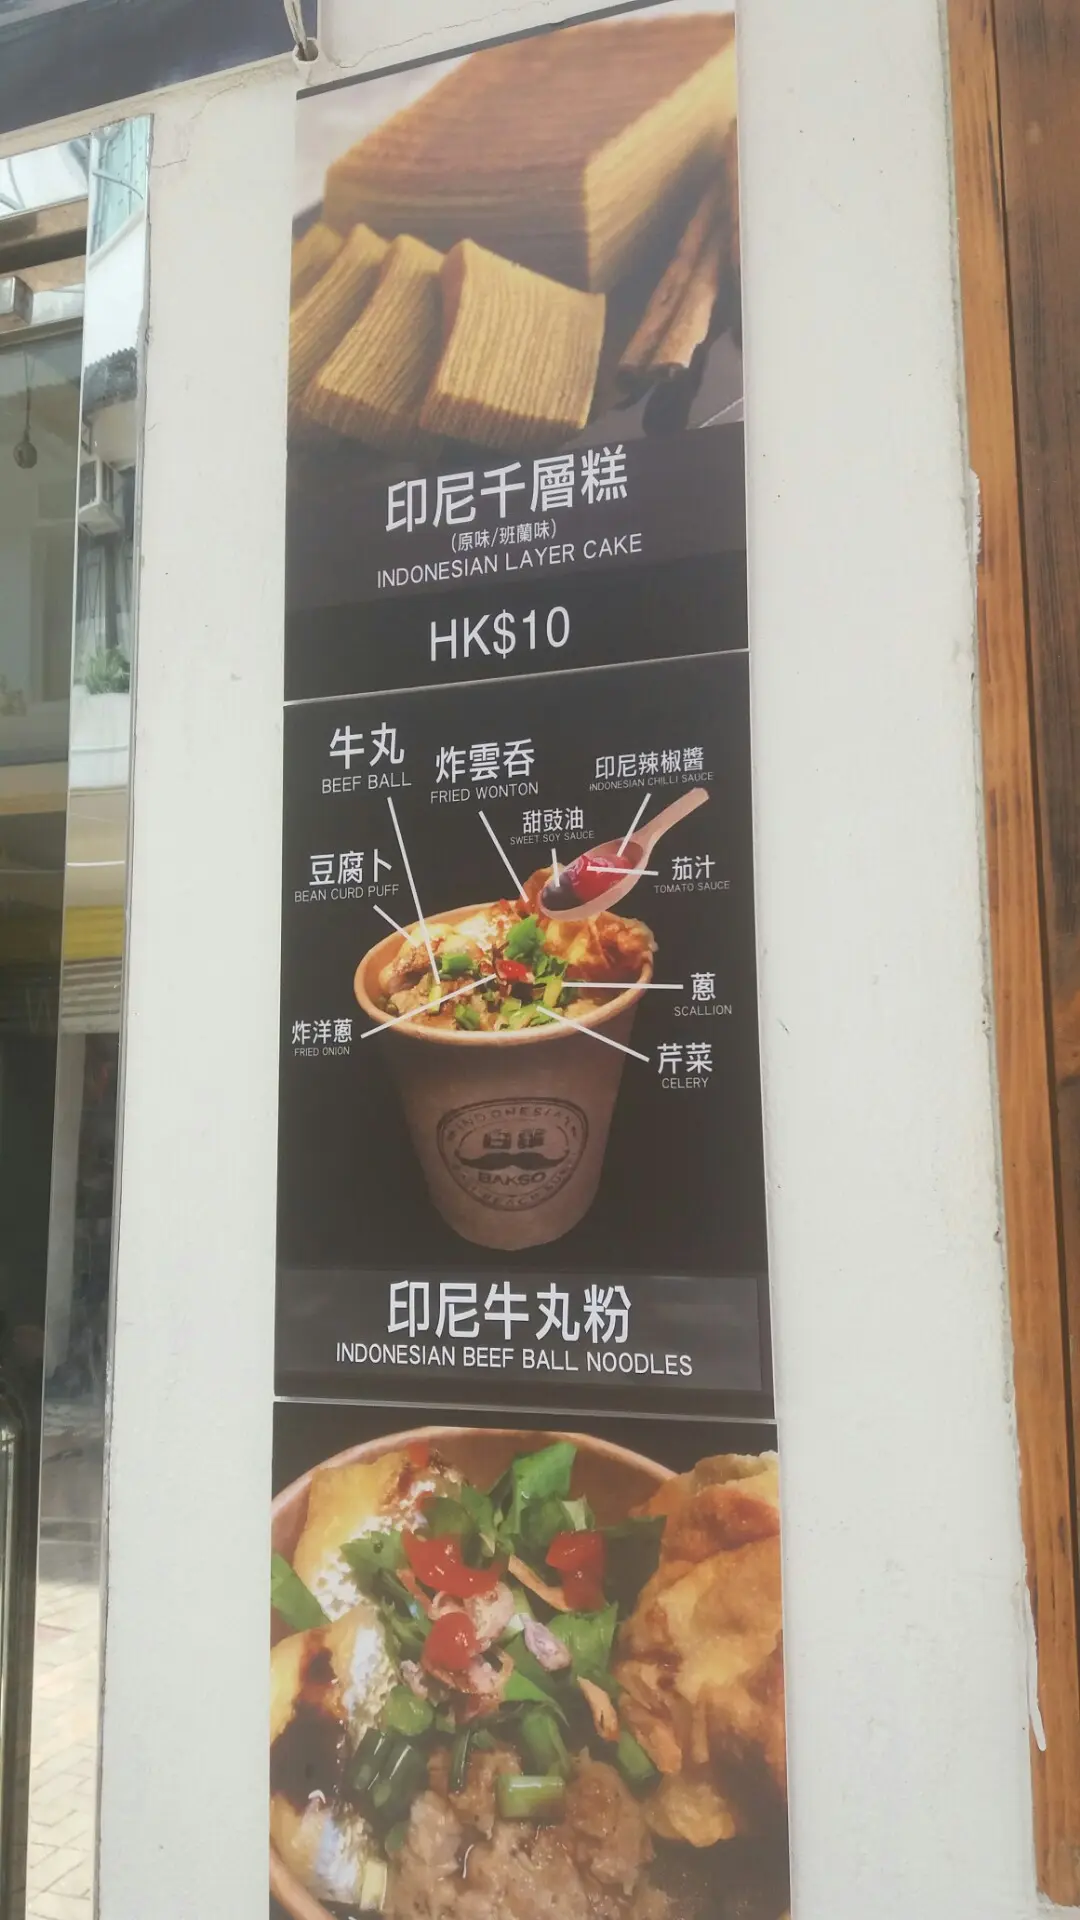 印尼千層糕
(原味/班蘭味)
INDONESIAN LAYER CAKE
HK$10
牛丸
BEEF BALL
炸雲吞
FRIED WONTON
印尼辣椒醬
INDONESIAN CHILLI SAUCE
甜豉油
SWEET SOY SAUCE
豆腐卜
BEAN CURD PUFF
茄汁
TOMATO SAUCE
蔥
SCALLION
炸洋蔥
FRIED ONION
芹菜
CELERY
INDONESIAN
BAKSO
印尼牛丸粉
INDONESIAN BEEF BALL NOODLES